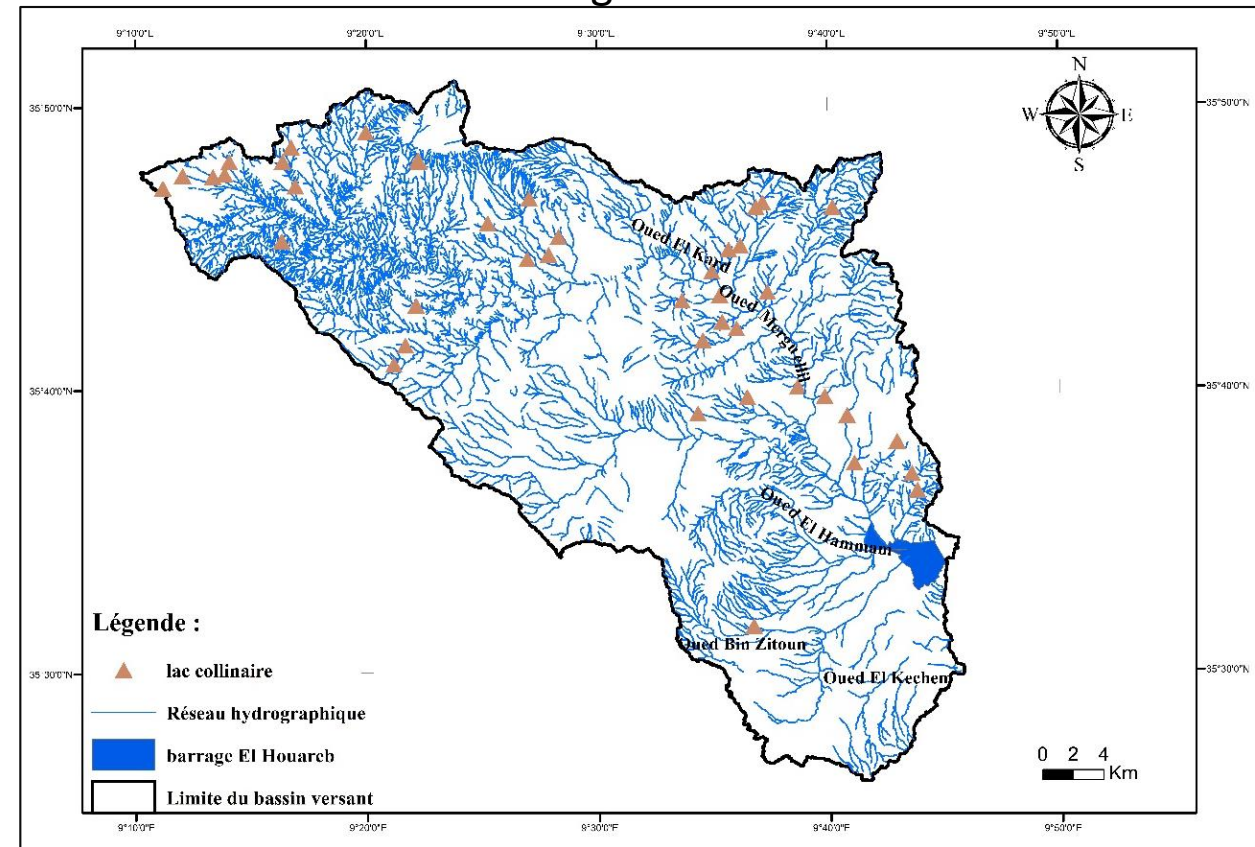 9°10'0"E 9°20'0"E 9°30'0"E 9°40'0"E 9°50'0"E
N
W E
S
35°50'0"N 35°50'0"N
Oued El Kard
Oued Merguellil
35°40'0"N 35°40'0"N
Oued El Hammam
Légende :
lac collinaire
Réseau hydrographique
barrage El Houareb
Limite du bassin versant
Oued Bin Zitoun
Oued El Kechen
35°30'0"N 35°30'0"N
0 2 4
Km
9°10'0"E 9°20'0"E 9°30'0"E 9°40'0"E 9°50'0"E